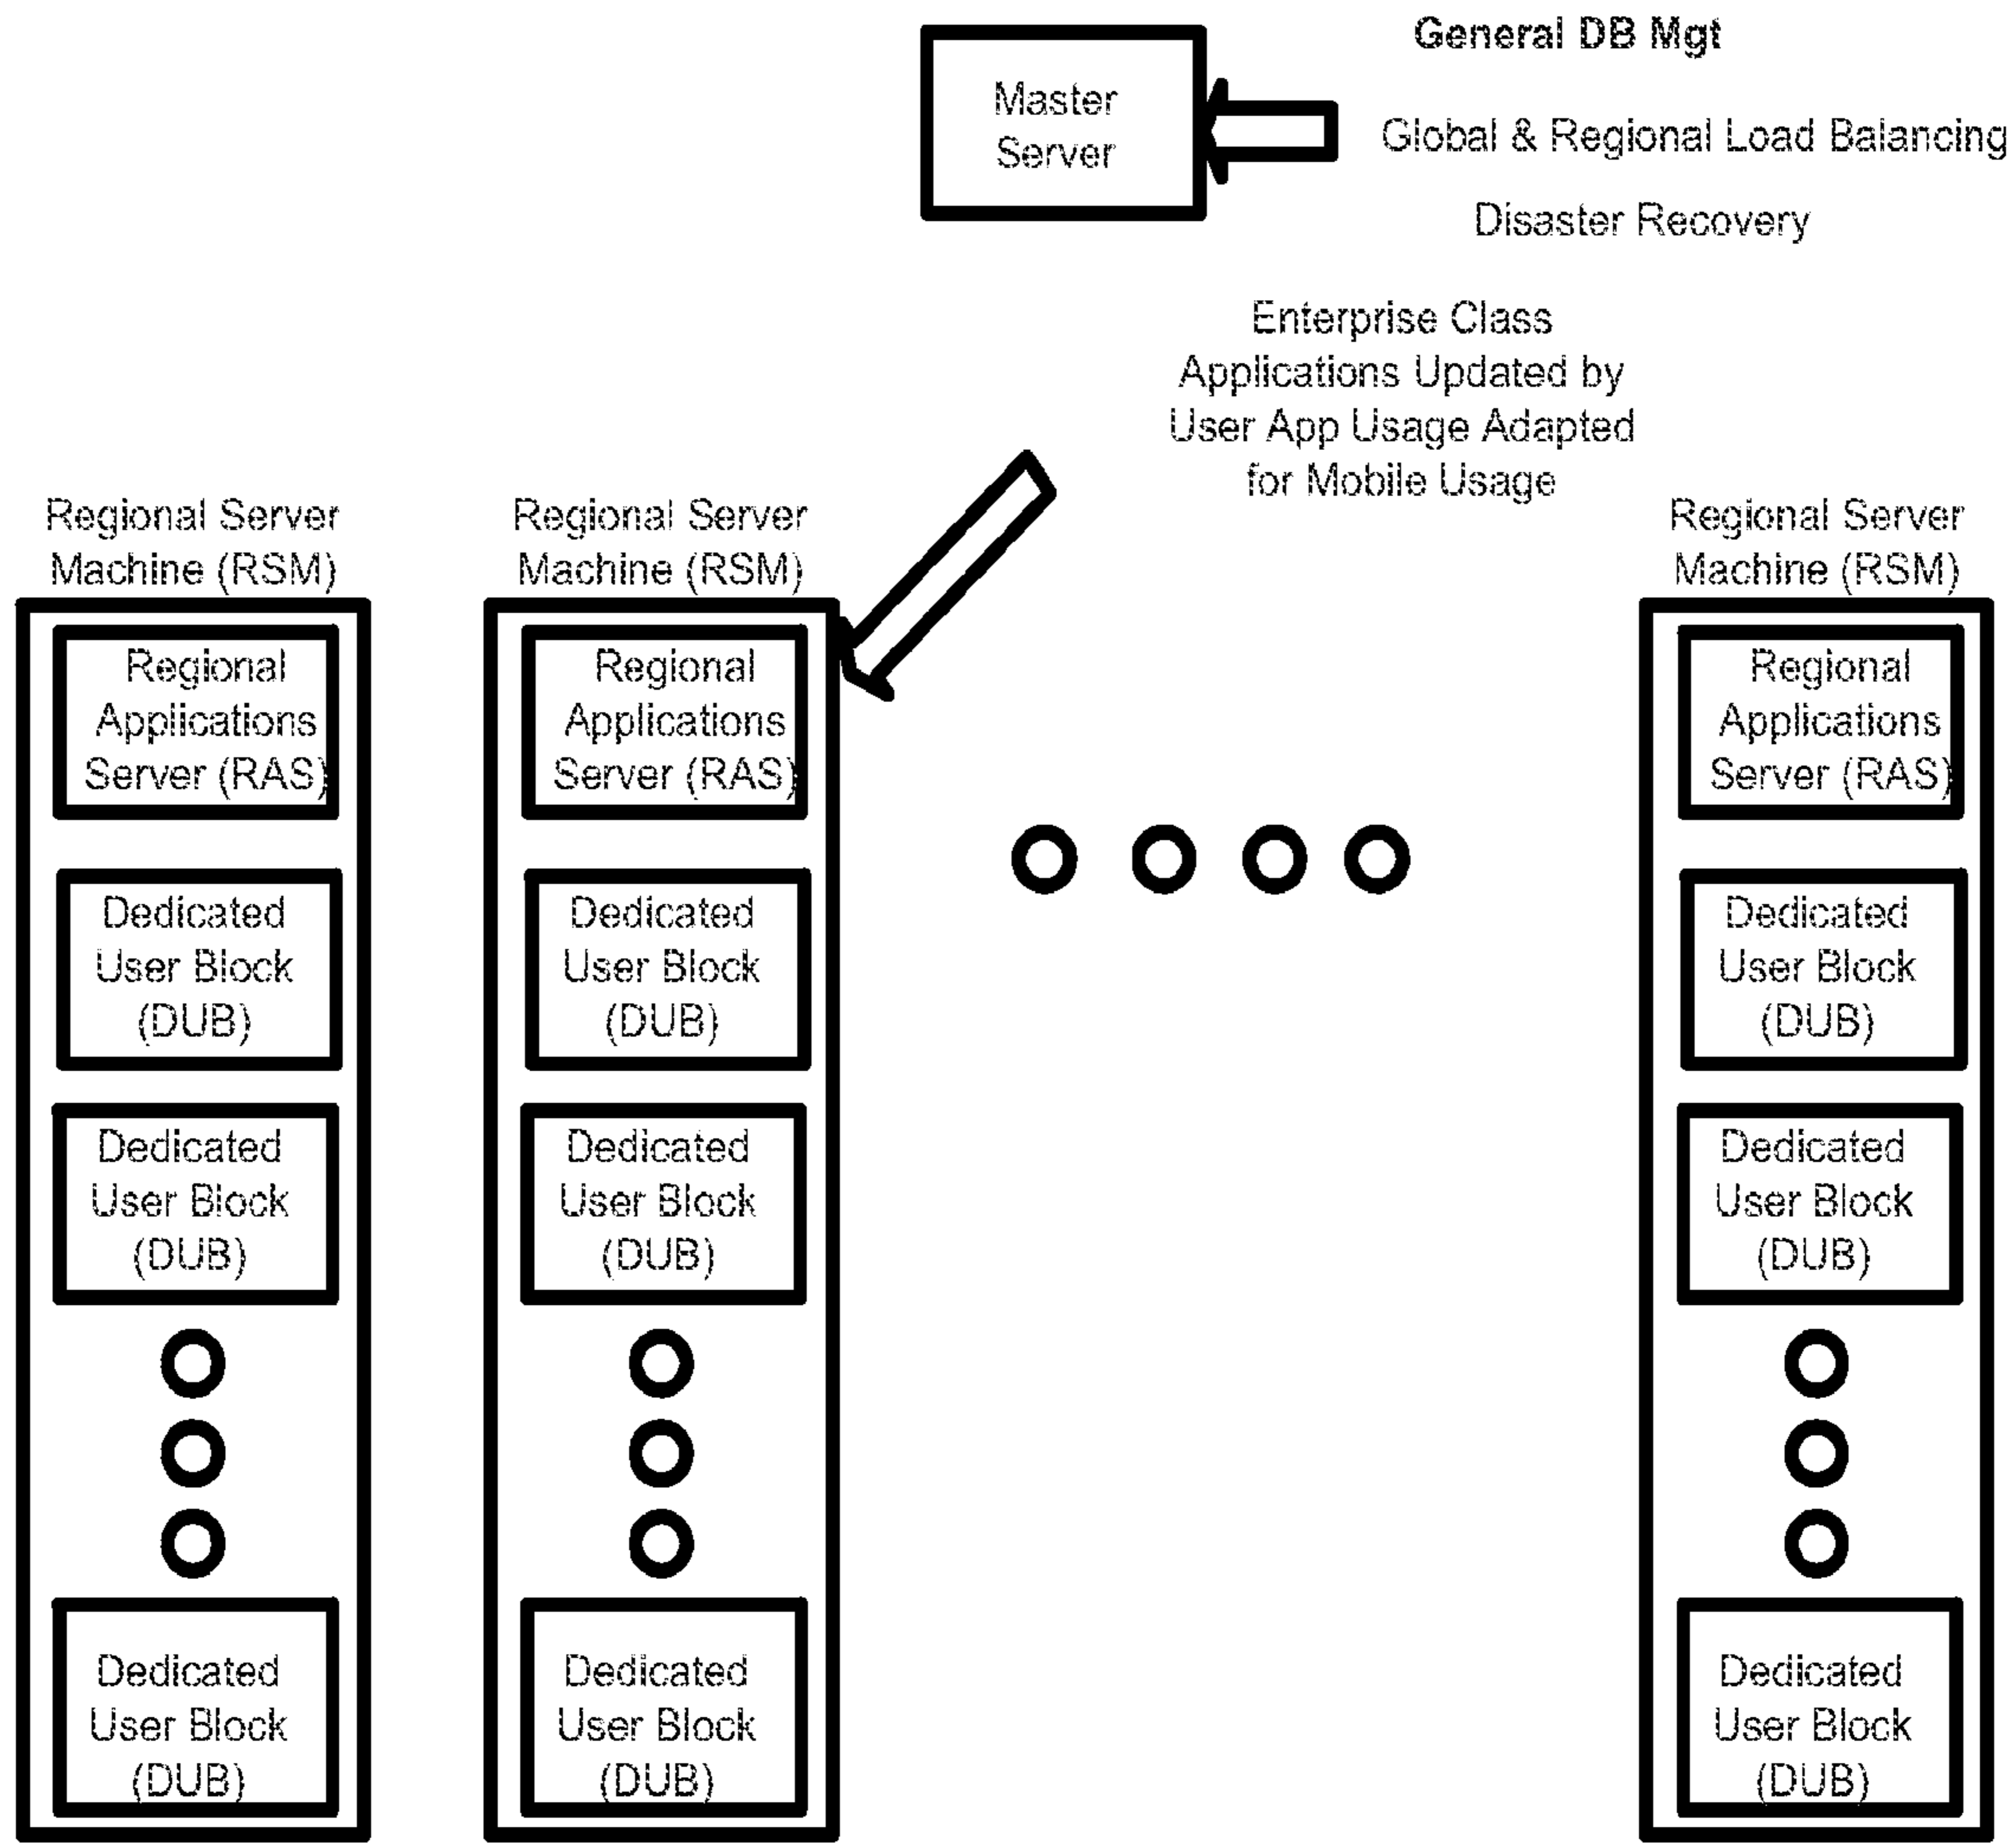 General DB Mgt
Master
Server
Global & Regional Load Balancing
Disaster Recovery
Enterprise Class
Applications Updated by
User App Usage Adapted
for Mobile Usage
Regional Server
Machine (RSM)
Regional
Applications
Server (RAS)
Dedicated
User Block
(DUB)
Dedicated
User Block
(DUB)
Dedicated
User Block
(DUB)
Regional Server
Machine (RSM)
Regional
Applications
Server (RAS)
Dedicated
User Block
(DUB)
Dedicated
User Block
(DUB)
Dedicated
User Block
(DUB)
Regional Server
Machine (RSM)
Regional
Applications
Server (RAS)
Dedicated
User Block
(DUB)
Dedicated
User Block
(DUB)
Dedicated
User Block
(DUB)